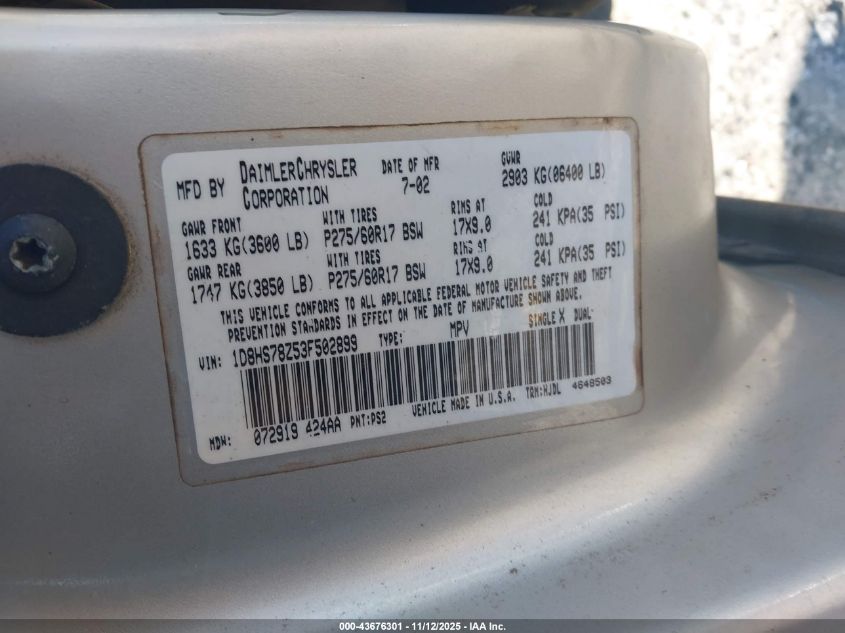 MFD BY DAIMLERCHRYSLER CORPORATION DATE OF MFR 7-02 GVWR 2903 KG(06400 LB)
GAWR FRONT WITH TIRES RIMS AT COLD
1633 KG(3600 LB) P275/60R17 BSW 17X9.0 241 KPA(35 PSI)
GAWR REAR WITH TIRES RIMS AT COLD
1747 KG(3850 LB) P275/60R17 BSW 17X9.0 241 KPA(35 PSI)
THIS VEHICLE CONFORMS TO ALL APPLICABLE FEDERAL MOTOR VEHICLE SAFETY AND THEFT
PREVENTION STANDARDS IN EFFECT ON THE DATE OF MANUFACTURE SHOWN ABOVE.
VIN: 1D8HS78Z53F502899 TYPE: MPV SINGLE X DUAL
MDH: 072919 424AA PNT:PS2 VEHICLE MADE IN U.S.A. TRM:HJDL 4648503
000-43676301 - 11/12/2025 - IAA Inc.